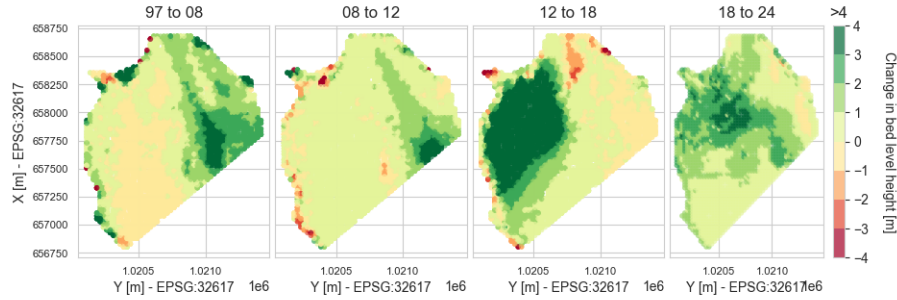 97 to 08
08 to 12
12 to 18
18 to 24
>4
658750
658500
658250
658000
657750
657500
657250
657000
656750
X [m] - EPSG:32617
1.0205 1.0210
Y [m] - EPSG:32617 1e6
1.0205 1.0210
Y [m] - EPSG:32617 1e6
1.0205 1.0210
Y [m] - EPSG:32617 1e6
1.0205 1.0210
Y [m] - EPSG:32617 1e6
4
3
2
1
0
−1
−2
−3
−4
Change in bed level height [m]